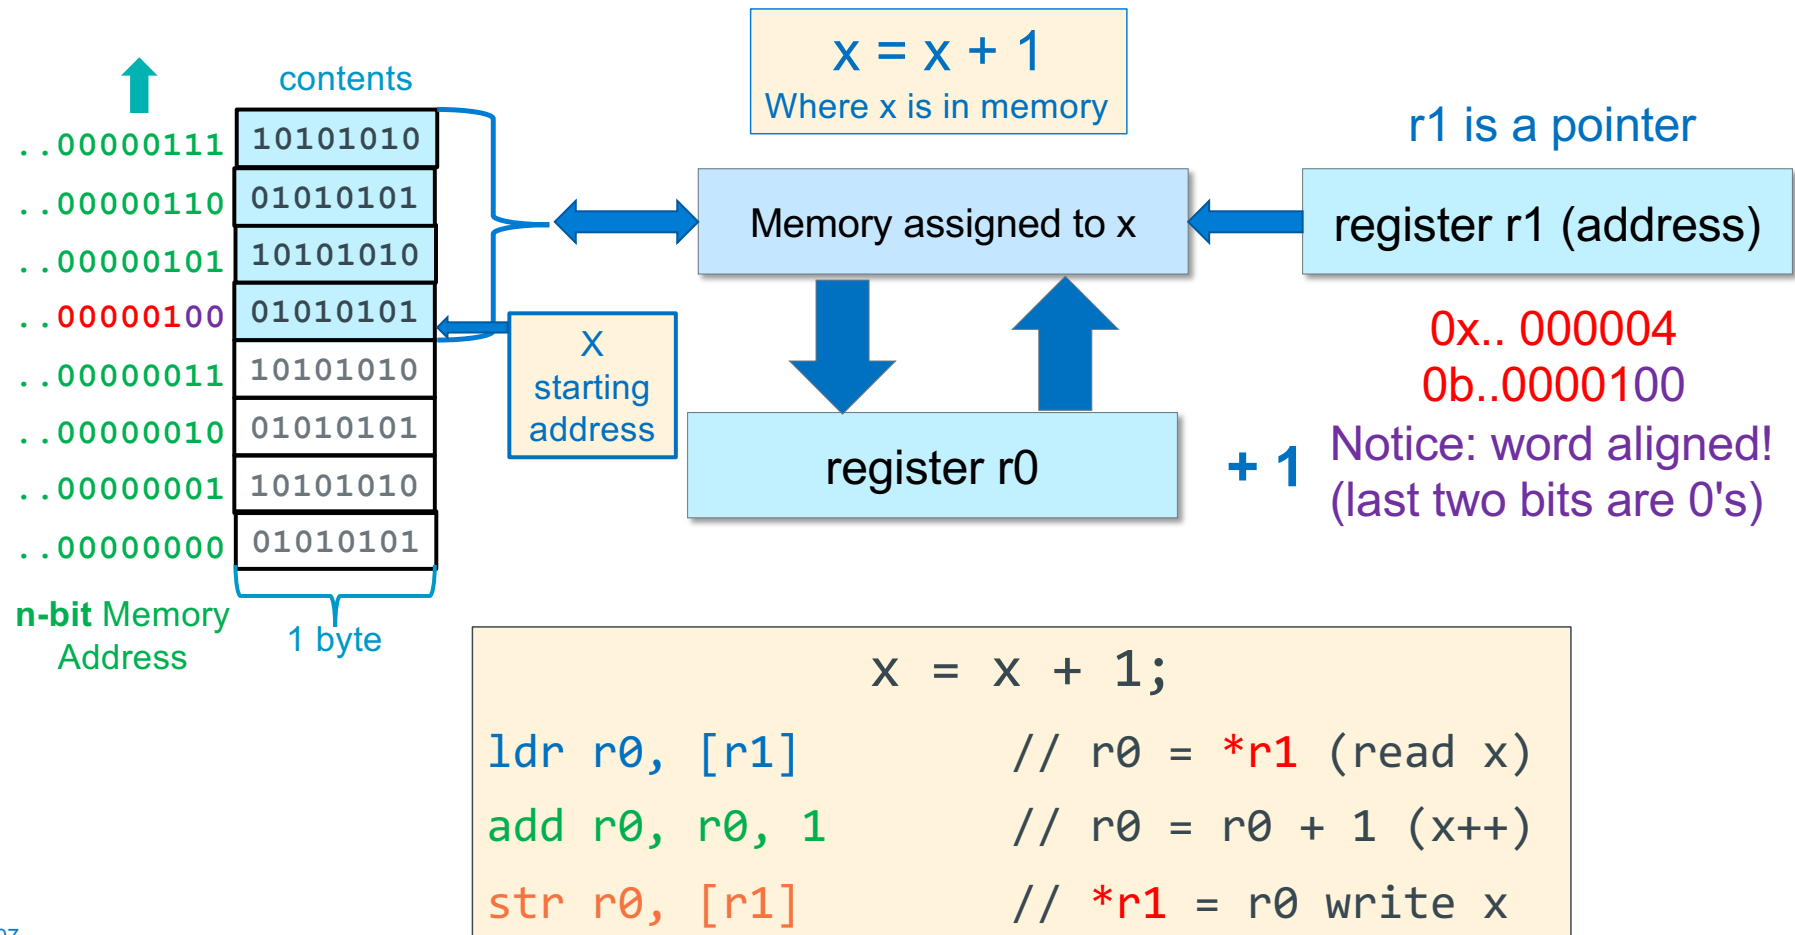 x = x + 1
Where x is in memory
contents
..00000111 10101010
..00000110 01010101
..00000101 10101010
..00000100 01010101
..00000011 10101010
..00000010 01010101
..00000001 10101010
..00000000 01010101
n-bit Memory
Address
1 byte
X
starting
address
Memory assigned to x
register r0
+ 1
r1 is a pointer
register r1 (address)
0x.. 000004
0b..0000100
Notice: word aligned!
(last two bits are 0's)
x = x + 1;
ldr r0, [r1] // r0 = *r1 (read x)
add r0, r0, 1 // r0 = r0 + 1 (x++)
str r0, [r1] // *r1 = r0 write x